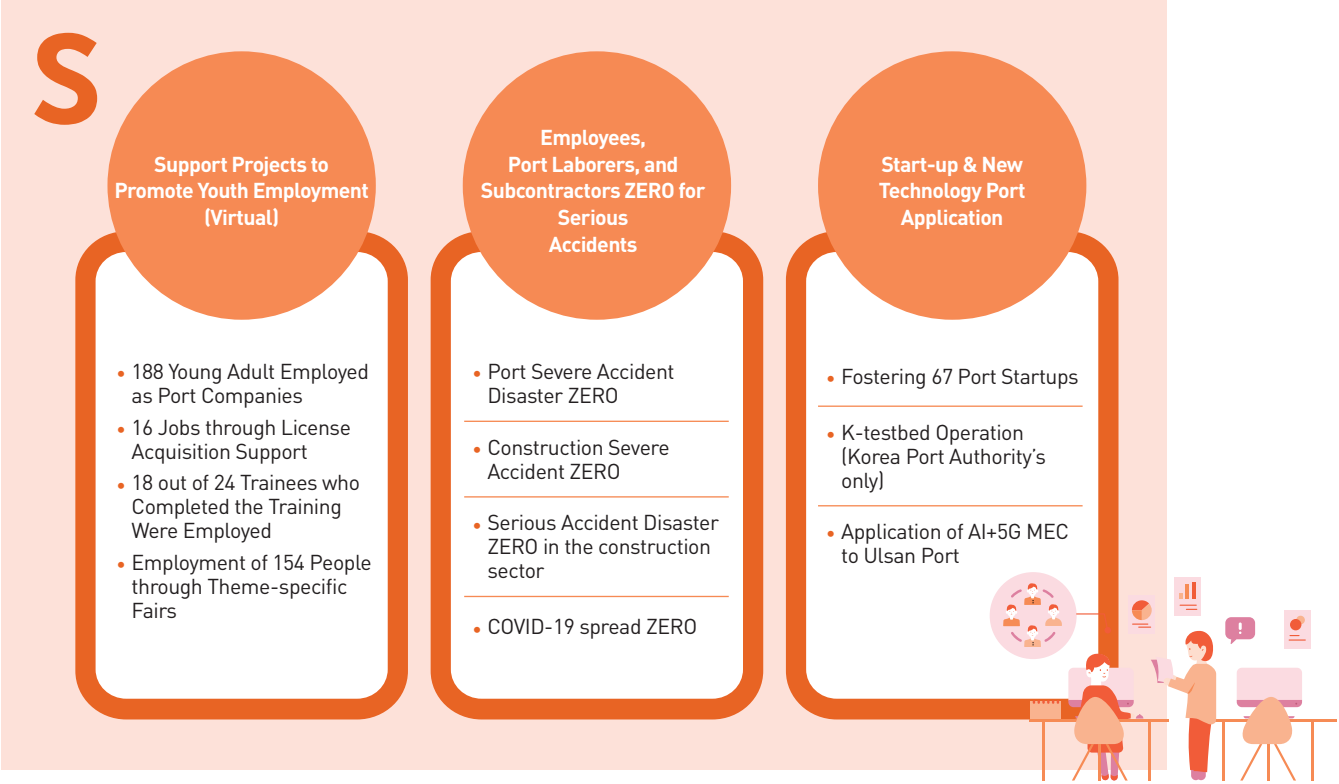 S
Support Projects to
Promote Youth Employment
(Virtual)
• 188 Young Adult Employed
as Port Companies
• 16 Jobs through License
Acquisition Support
• 18 out of 24 Trainees who
Completed the Training
Were Employed
• Employment of 154 People
through Theme-specific
Fairs
Employees,
Port Laborers, and
Subcontractors ZERO for
Serious
Accidents
• Port Severe Accident
Disaster ZERO
• Construction Severe
Accident ZERO
• Serious Accident Disaster
ZERO in the construction
sector
• COVID-19 spread ZERO
Start-up & New
Technology Port
Application
• Fostering 67 Port Startups
• K-testbed Operation
(Korea Port Authority’s
only)
• Application of AI+5G MEC
to Ulsan Port
!